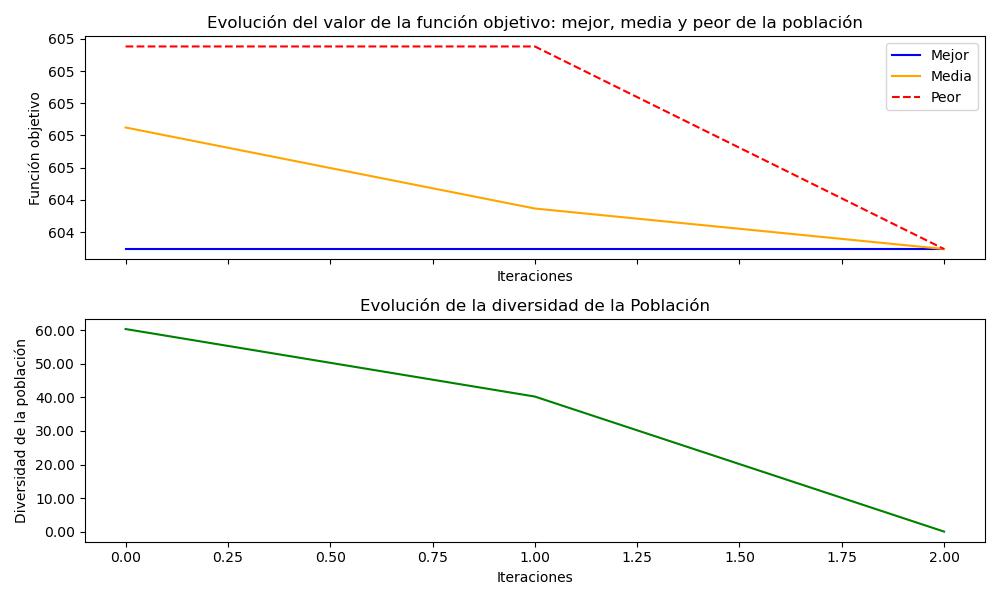 Evolución del valor de la función objetivo: mejor, media y peor de la población
605
605
605
605
605
604
604
Función objetivo
Mejor
Media
Peor
Iteraciones
Evolución de la diversidad de la Población
60.00
50.00
40.00
30.00
20.00
10.00
0.00
Diversidad de la población
0.00 0.25 0.50 0.75 1.00 1.25 1.50 1.75 2.00
Iteraciones